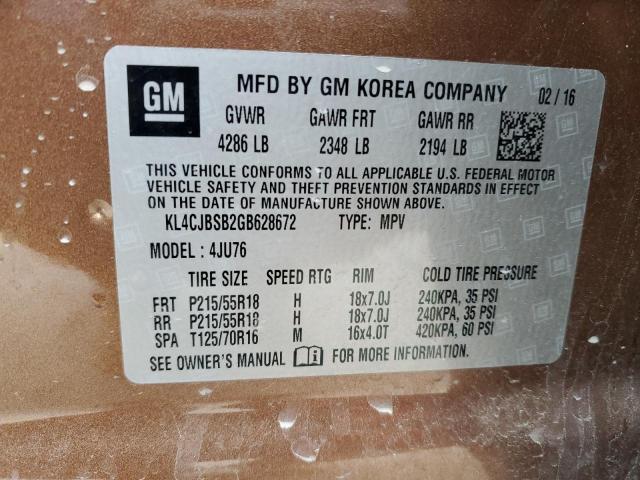 GM MFD BY GM KOREA COMPANY 02 / 16
GVWR GAWR FRT GAWR RR
4286 LB 2348 LB 2194 LB
THIS VEHICLE CONFORMS TO ALL APPLICABLE U.S. FEDERAL MOTOR
VEHICLE SAFETY AND THEFT PREVENTION STANDARDS IN EFFECT
ON THE DATE OF MANUFACTURE SHOWN ABOVE.
KL4CJBSB2GB628672 TYPE: MPV
MODEL : 4JU76
TIRE SIZE SPEED RTG RIM COLD TIRE PRESSURE
FRT P215/55R18 H 18x7.0J 240KPA, 35 PSI
RR P215/55R18 H 18x7.0J 240KPA, 35 PSI
SPA T125/70R16 M 16x4.0T 420KPA, 60 PSI
SEE OWNER'S MANUAL FOR MORE INFORMATION.